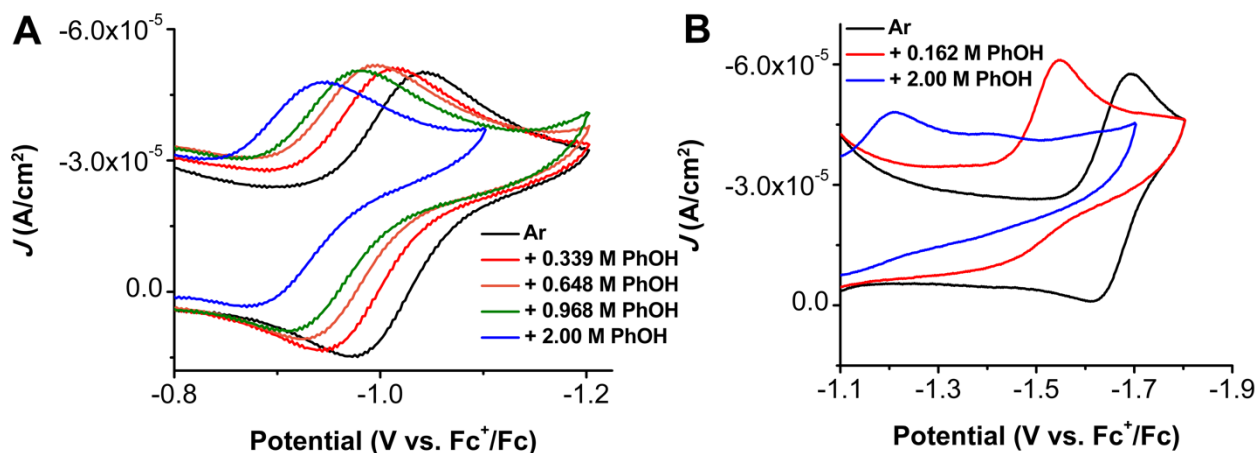 A
-6.0x10⁻⁵
-3.0x10⁻⁵
0.0
J (A/cm²)
Ar
+ 0.339 M PhOH
+ 0.648 M PhOH
+ 0.968 M PhOH
+ 2.00 M PhOH
-0.8
-1.0
-1.2
Potential (V vs. Fc⁺/Fc)
B
Ar
+ 0.162 M PhOH
+ 2.00 M PhOH
-6.0x10⁻⁵
-3.0x10⁻⁵
0.0
J (A/cm²)
-1.1
-1.3
-1.5
-1.7
-1.9
Potential (V vs. Fc⁺/Fc)